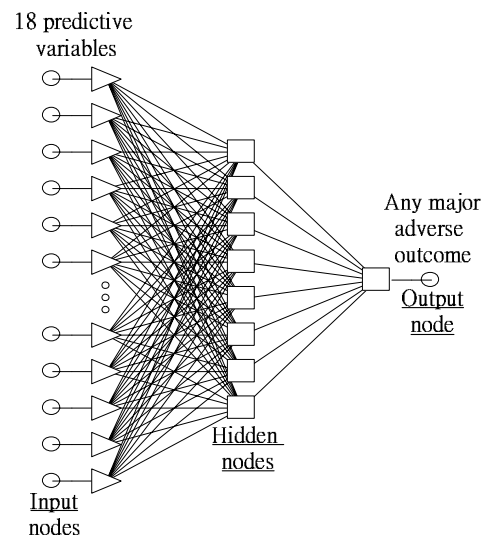 18 predictive
variables
Any major
adverse
outcome
Output
node
Hidden
nodes
Input
nodes